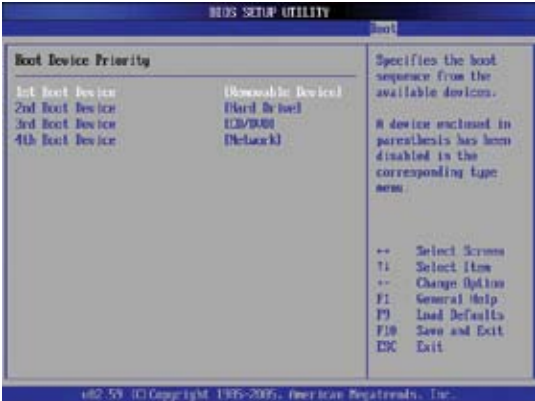 BIOS SETUP UTILITY
Boot
Boot Device Priority
1st Boot Device [Removable Device]
2nd Boot Device [Hard Drive]
3rd Boot Device [CD/DVD]
4th Boot Device [Network]
Specifies the boot
sequence from the
available devices.
A device enclosed in
parenthesis has been
disabled in the
corresponding type
menu.
↔ Select Screen
↑↓ Select Item
+- Change Option
F1 General Help
F9 Load Defaults
F10 Save and Exit
ESC Exit
v02.59 (C)Copyright 1985-2005, American Megatrends, Inc.